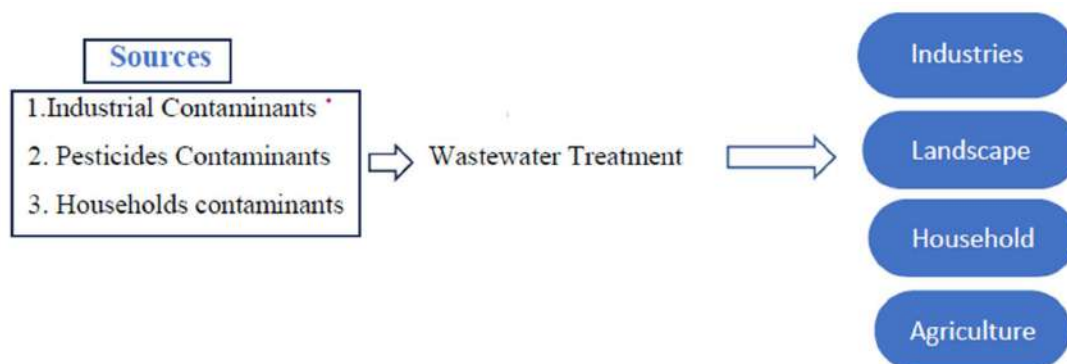 Sources
1.Industrial Contaminants
2. Pesticides Contaminants
3. Households contaminants
Wastewater Treatment
Industries
Landscape
Household
Agriculture